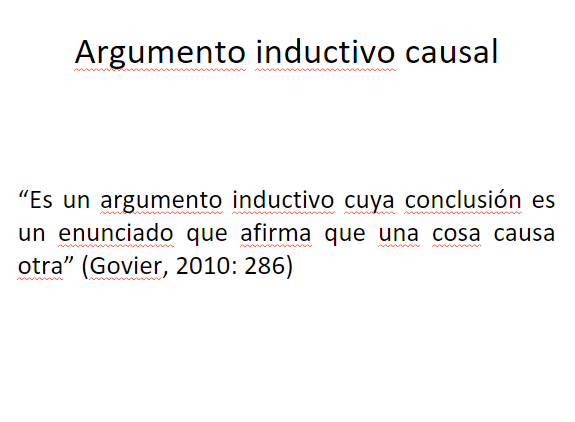 Argumento inductivo causal
“Es un argumento inductivo cuya conclusión es
un enunciado que afirma que una cosa causa
otra” (Govier, 2010: 286)